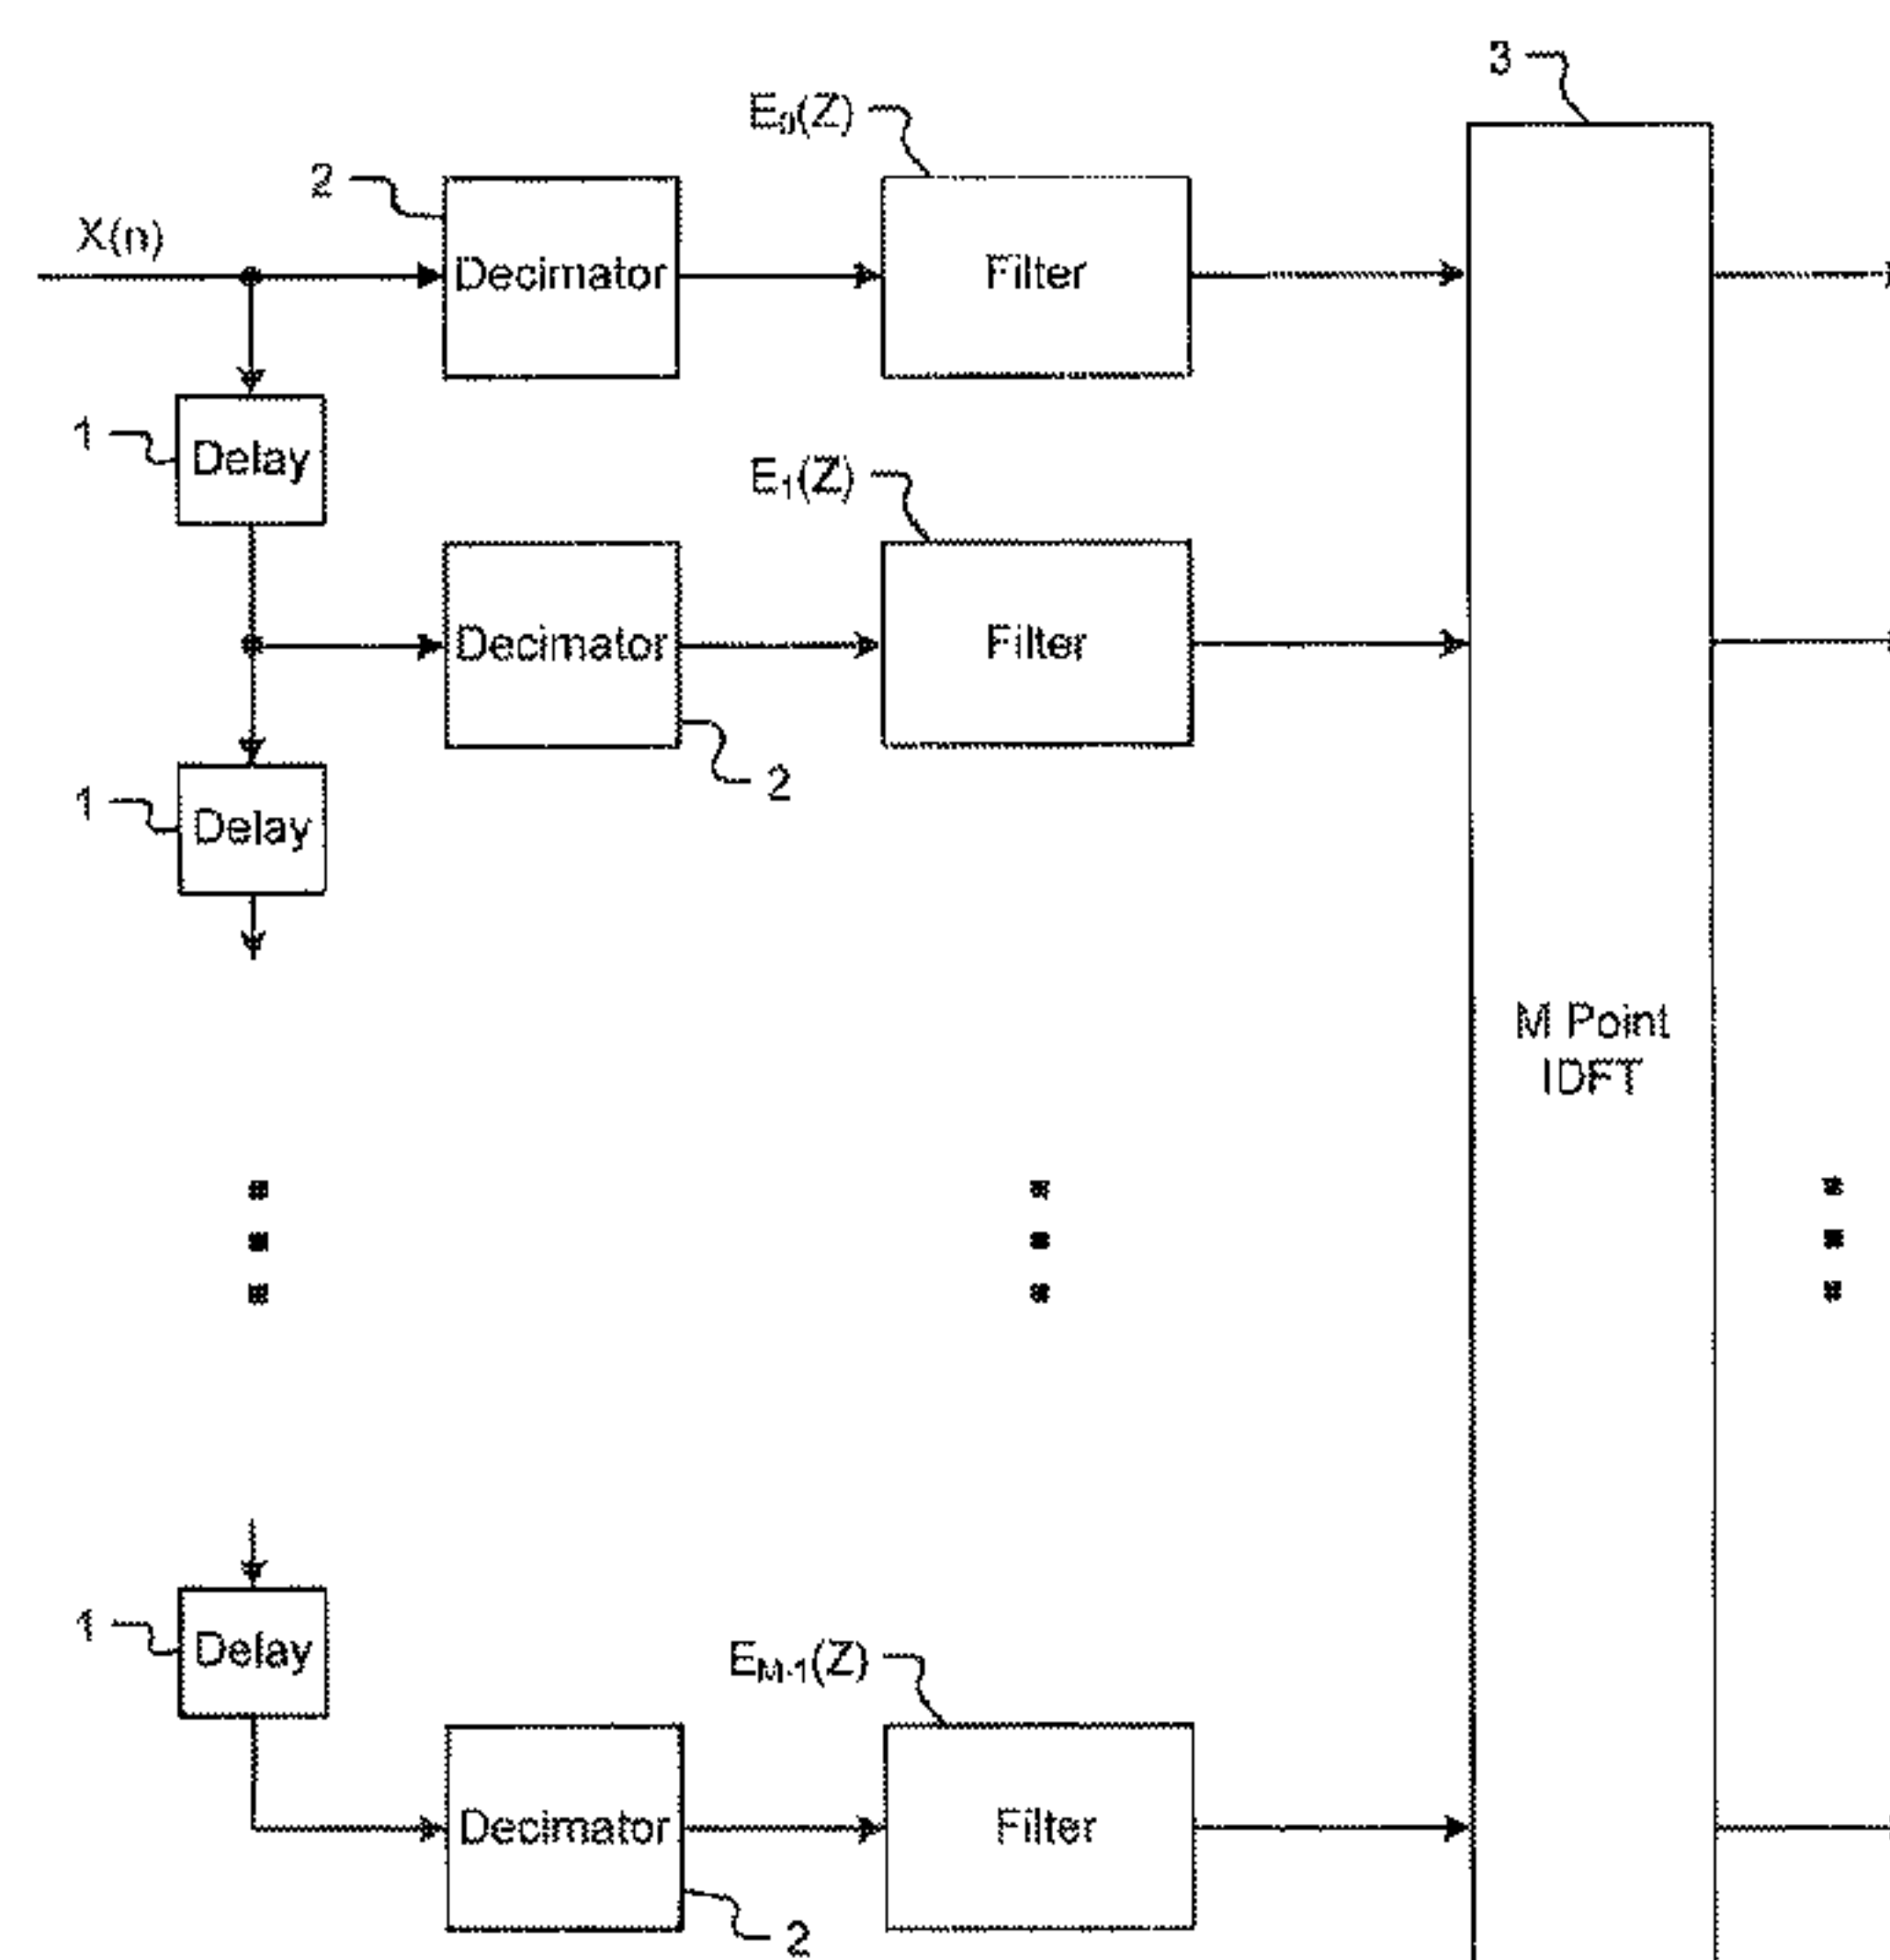 3
E₀(Z)
2
X(n)
Decimator
Filter
1
Delay
E₁(Z)
Decimator
Filter
2
1
Delay
M Point
IDFT
1
Delay
E_{M-1}(Z)
Decimator
Filter
2